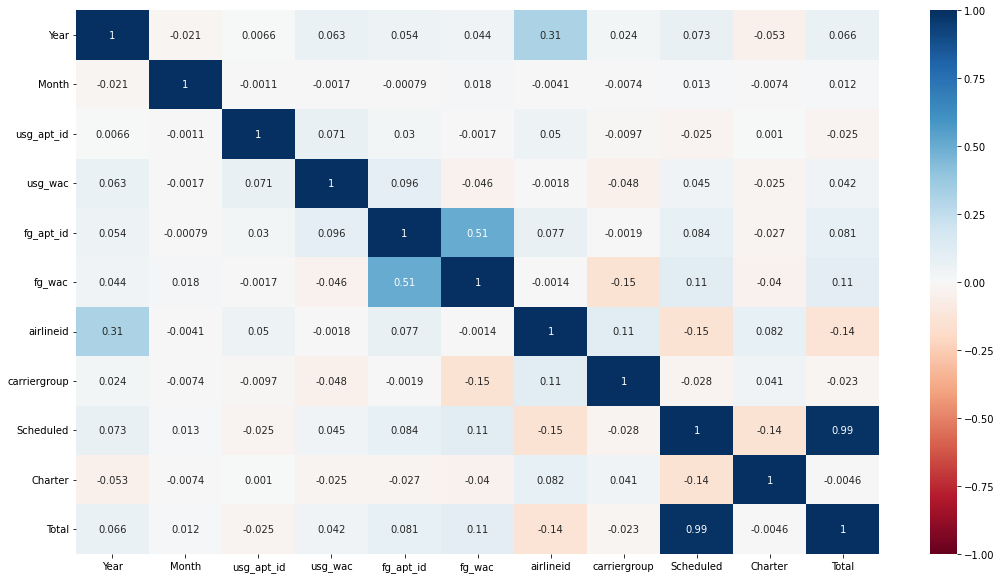 Year 1 -0.021 0.0066 0.063 0.054 0.044 0.31 0.024 0.073 -0.053 0.066
Month -0.021 1 -0.0011 -0.0017 -0.00079 0.018 -0.0041 -0.0074 0.013 -0.0074 0.012
usg_apt_id 0.0066 -0.0011 1 0.071 0.03 -0.0017 0.05 -0.0097 -0.025 0.001 -0.025
usg_wac 0.063 -0.0017 0.071 1 0.096 -0.046 -0.0018 -0.048 0.045 -0.025 0.042
fg_apt_id 0.054 -0.00079 0.03 0.096 1 0.51 0.077 -0.0019 0.084 -0.027 0.081
fg_wac 0.044 0.018 -0.0017 -0.046 0.51 1 -0.0014 -0.15 0.11 -0.04 0.11
airlineid 0.31 -0.0041 0.05 -0.0018 0.077 -0.0014 1 0.11 -0.15 0.082 -0.14
carriergroup 0.024 -0.0074 -0.0097 -0.048 -0.0019 -0.15 0.11 1 -0.028 0.041 -0.023
Scheduled 0.073 0.013 -0.025 0.045 0.084 0.11 -0.15 -0.028 1 -0.14 0.99
Charter -0.053 -0.0074 0.001 -0.025 -0.027 -0.04 0.082 0.041 -0.14 1 -0.0046
Total 0.066 0.012 -0.025 0.042 0.081 0.11 -0.14 -0.023 0.99 -0.0046 1
Year Month usg_apt_id usg_wac fg_apt_id fg_wac airlineid carriergroup Scheduled Charter Total
1.00
0.75
0.50
0.25
0.00
−0.25
−0.50
−0.75
−1.00